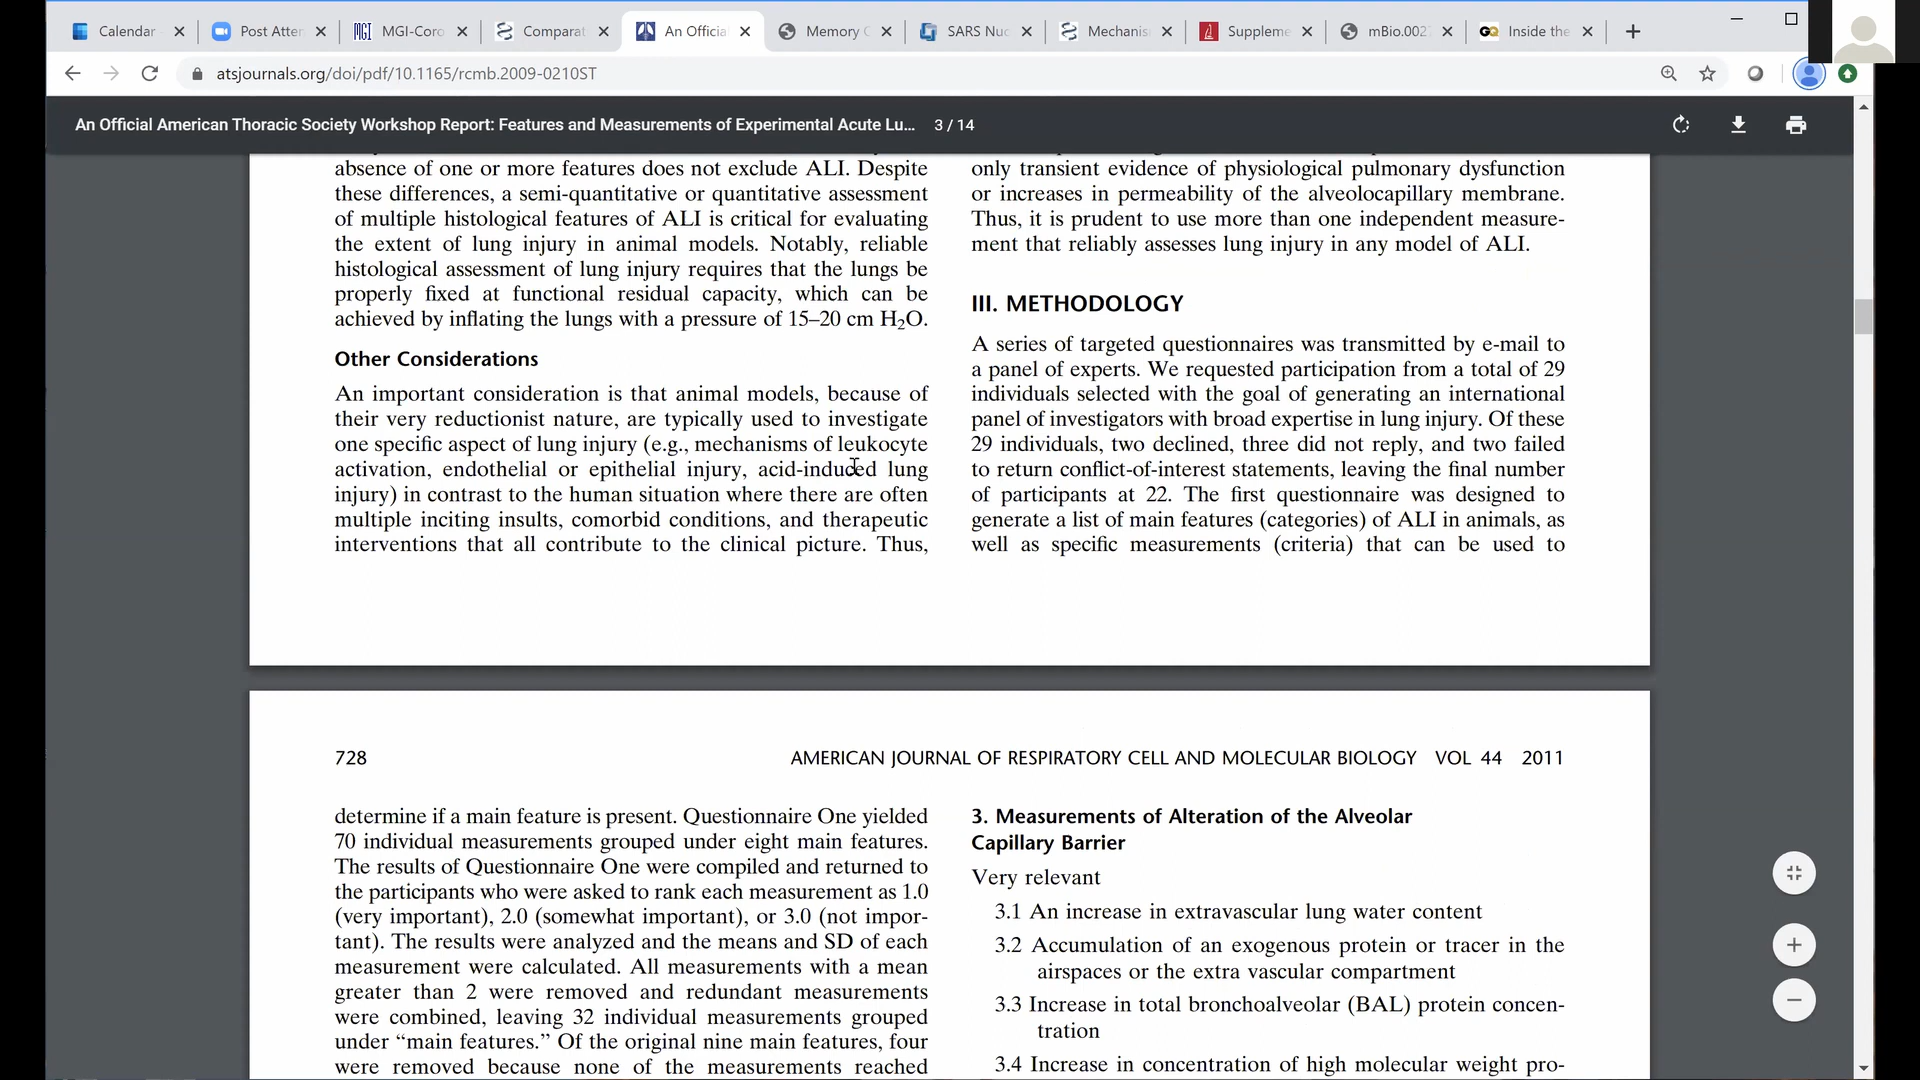 Calendar
Post Atter
MGI-Coro
Comparat
An Officia
Memory C
SARS Nuc
Mechanis
Suppleme
mBio.002
Inside the
atsjournals.org/doi/pdf/10.1165/rcmb.2009-0210ST
An Official American Thoracic Society Workshop Report: Features and Measurements of Experimental Acute Lu... 3 / 14
absence of one or more features does not exclude ALI. Despite
these differences, a semi-quantitative or quantitative assessment
of multiple histological features of ALI is critical for evaluating
the extent of lung injury in animal models. Notably, reliable
histological assessment of lung injury requires that the lungs be
properly fixed at functional residual capacity, which can be
achieved by inflating the lungs with a pressure of 15–20 cm H₂O.
Other Considerations
An important consideration is that animal models, because of
their very reductionist nature, are typically used to investigate
one specific aspect of lung injury (e.g., mechanisms of leukocyte
activation, endothelial or epithelial injury, acid-induced lung
injury) in contrast to the human situation where there are often
multiple inciting insults, comorbid conditions, and therapeutic
interventions that all contribute to the clinical picture. Thus,
only transient evidence of physiological pulmonary dysfunction
or increases in permeability of the alveolocapillary membrane.
Thus, it is prudent to use more than one independent measure-
ment that reliably assesses lung injury in any model of ALI.
III. METHODOLOGY
A series of targeted questionnaires was transmitted by e-mail to
a panel of experts. We requested participation from a total of 29
individuals selected with the goal of generating an international
panel of investigators with broad expertise in lung injury. Of these
29 individuals, two declined, three did not reply, and two failed
to return conflict-of-interest statements, leaving the final number
of participants at 22. The first questionnaire was designed to
generate a list of main features (categories) of ALI in animals, as
well as specific measurements (criteria) that can be used to
728
AMERICAN JOURNAL OF RESPIRATORY CELL AND MOLECULAR BIOLOGY VOL 44 2011
determine if a main feature is present. Questionnaire One yielded
70 individual measurements grouped under eight main features.
The results of Questionnaire One were compiled and returned to
the participants who were asked to rank each measurement as 1.0
(very important), 2.0 (somewhat important), or 3.0 (not impor-
tant). The results were analyzed and the means and SD of each
measurement were calculated. All measurements with a mean
greater than 2 were removed and redundant measurements
were combined, leaving 32 individual measurements grouped
under “main features.” Of the original nine main features, four
were removed because none of the measurements reached
3. Measurements of Alteration of the Alveolar
Capillary Barrier
Very relevant
3.1 An increase in extravascular lung water content
3.2 Accumulation of an exogenous protein or tracer in the
airspaces or the extra vascular compartment
3.3 Increase in total bronchoalveolar (BAL) protein concen-
tration
3.4 Increase in concentration of high molecular weight pro-